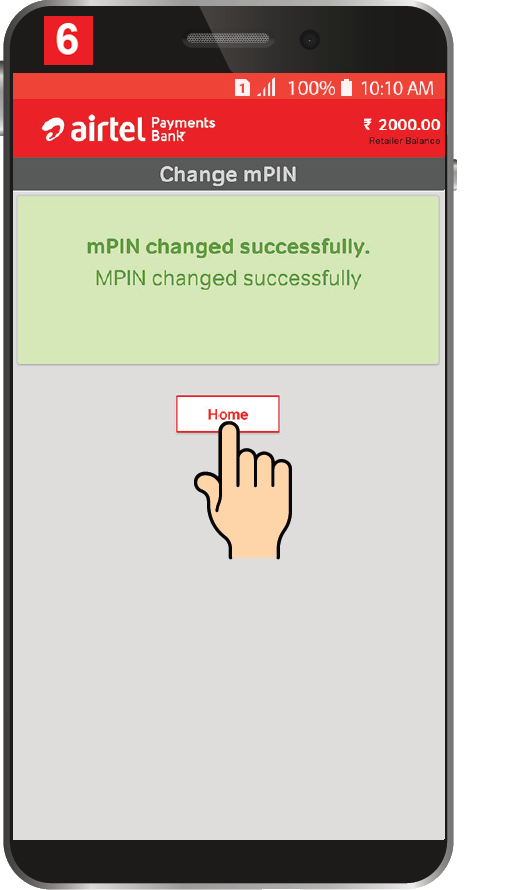 6
1 100% 10:10 AM
airtel Payments Bank
₹ 2000.00
Retailer Balance
Change mPIN
mPIN changed successfully.
MPIN changed successfully
Home